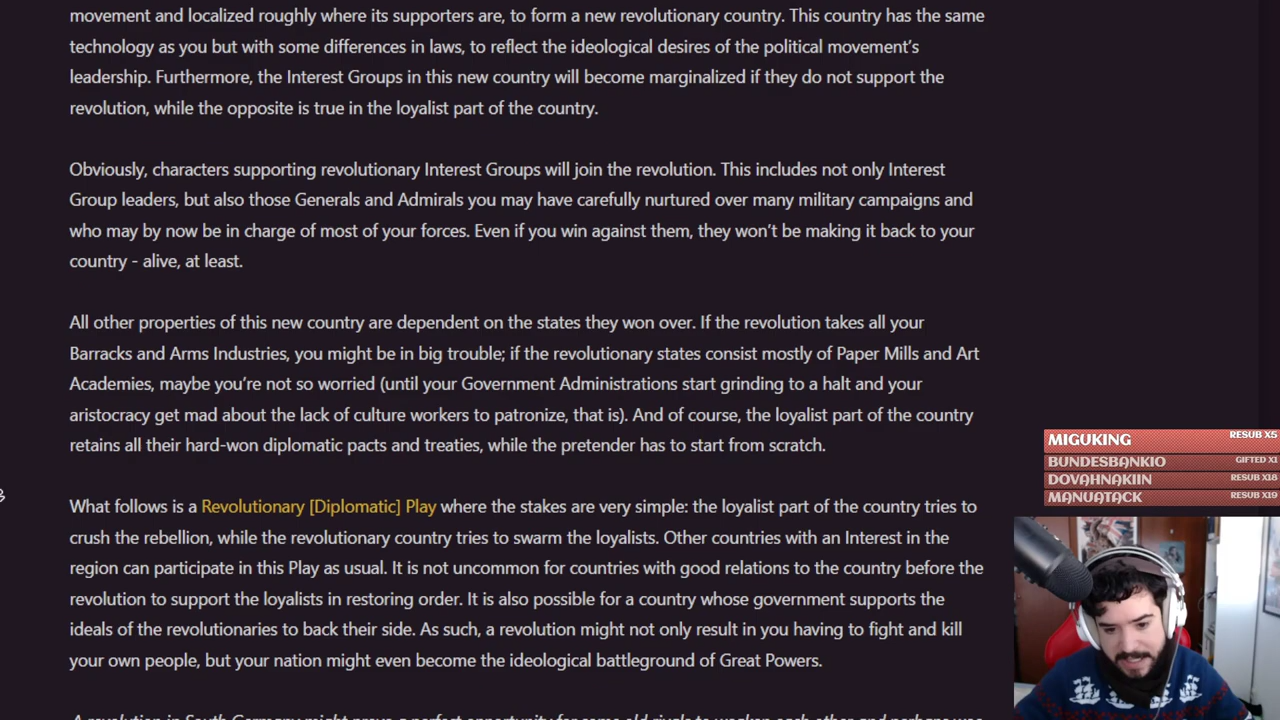 movement and localized roughly where its supporters are, to form a new revolutionary country. This country has the same
technology as you but with some differences in laws, to reflect the ideological desires of the political movement's
leadership. Furthermore, the Interest Groups in this new country will become marginalized if they do not support the
revolution, while the opposite is true in the loyalist part of the country.
Obviously, characters supporting revolutionary Interest Groups will join the revolution. This includes not only Interest
Group leaders, but also those Generals and Admirals you may have carefully nurtured over many military campaigns and
who may by now be in charge of most of your forces. Even if you win against them, they won't be making it back to your
country - alive, at least.
All other properties of this new country are dependent on the states they won over. If the revolution takes all your
Barracks and Arms Industries, you might be in big trouble; if the revolutionary states consist mostly of Paper Mills and Art
Academies, maybe you're not so worried (until your Government Administrations start grinding to a halt and your
aristocracy get mad about the lack of culture workers to patronize, that is). And of course, the loyalist part of the country
retains all their hard-won diplomatic pacts and treaties, while the pretender has to start from scratch.
What follows is a Revolutionary [Diplomatic] Play where the stakes are very simple: the loyalist part of the country tries to
crush the rebellion, while the revolutionary country tries to swarm the loyalists. Other countries with an Interest in the
region can participate in this Play as usual. It is not uncommon for countries with good relations to the country before the
revolution to support the loyalists in restoring order. It is also possible for a country whose government supports the
ideals of the revolutionaries to back their side. As such, a revolution might not only result in you having to fight and kill
your own people, but your nation might even become the ideological battleground of Great Powers.
A revolution in South Germany might prove a perfect opportunity for some old rivals to weaken each other and perhaps
MIGUKING RESUB X5
BUNDESBANKIO GIFTED X1
DOVAHNAKIIN RESUB X18
MANUATACK RESUB X19